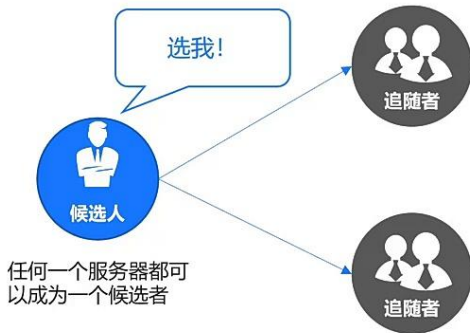 选我！
追随者
候选人
任何一个服务器都可
以成为一个候选者
追随者